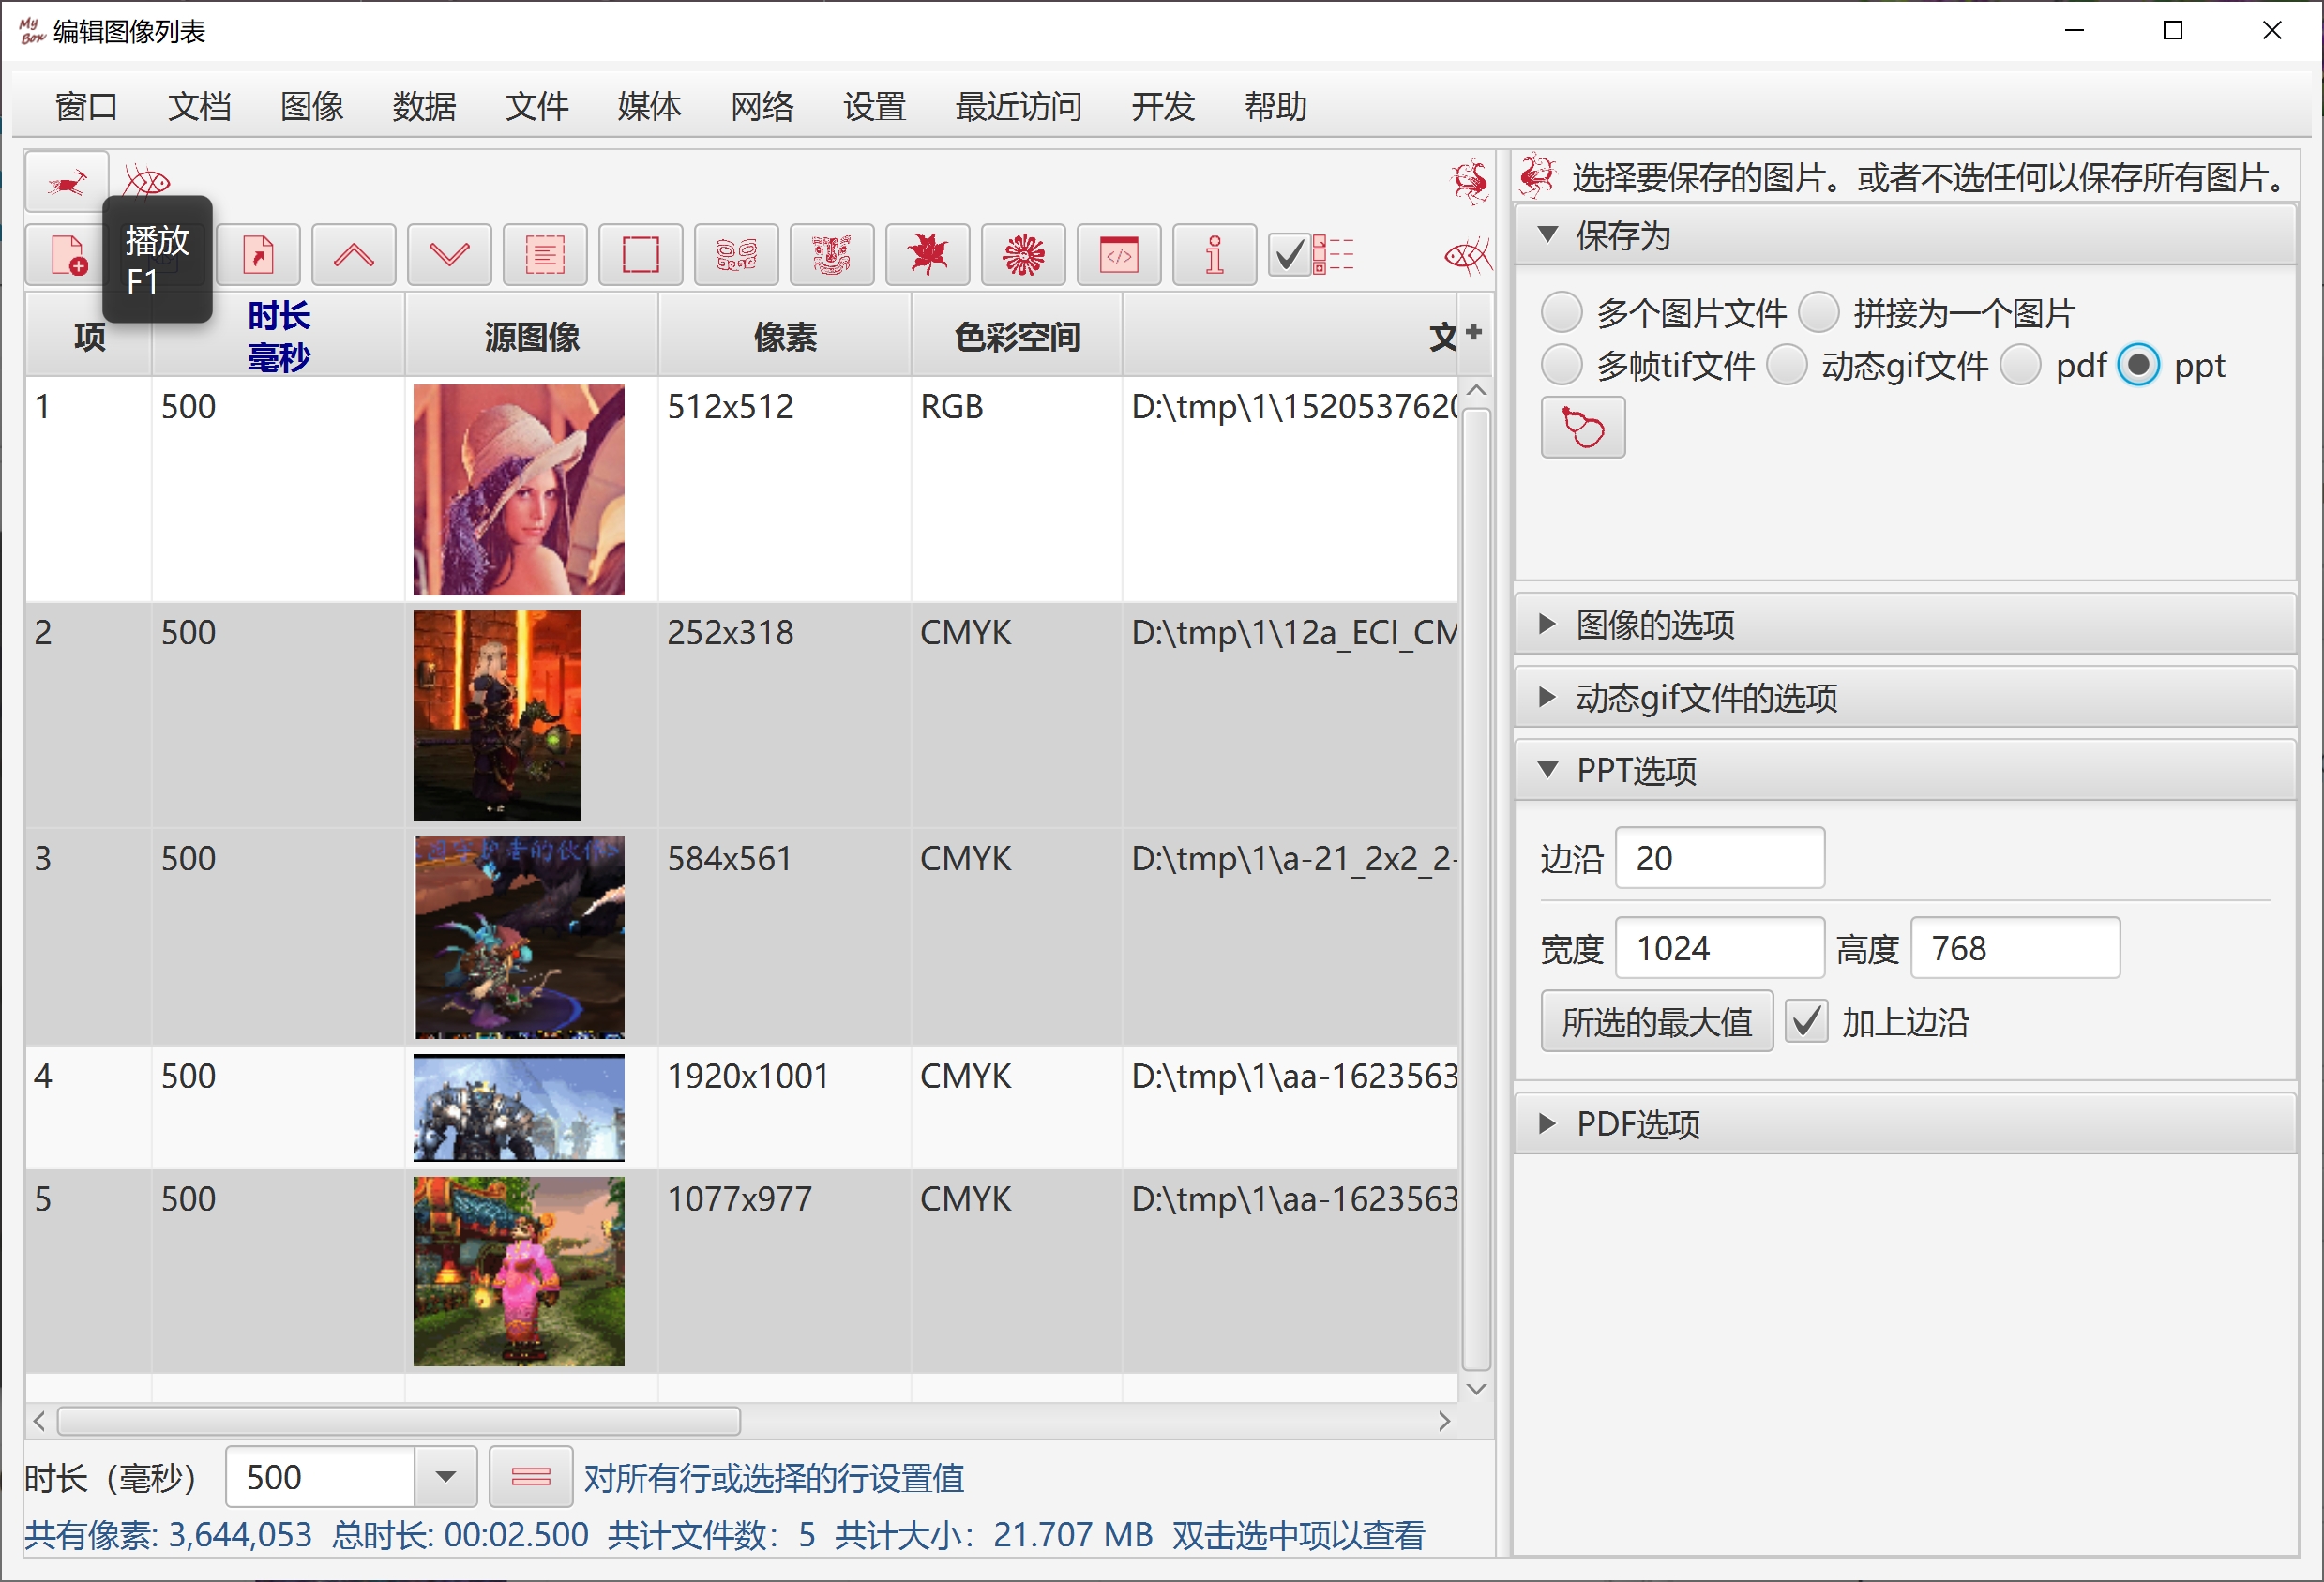 My Box 编辑图像列表
窗口 文档 图像 数据 文件 媒体 网络 设置 最近访问 开发 帮助
播放
F1
项 时长 毫秒 源图像 像素 色彩空间 文
1 500 512x512 RGB D:\tmp\1\152053762
2 500 252x318 CMYK D:\tmp\1\12a_ECI_CM
3 500 584x561 CMYK D:\tmp\1\a-21_2x2_2-
的伙伴
4 500 1920x1001 CMYK D:\tmp\1\aa-1623563
5 500 1077x977 CMYK D:\tmp\1\aa-1623563
时长（毫秒） 500 对所有行或选择的行设置值
共有像素: 3,644,053 总时长: 00:02.500 共计文件数：5 共计大小：21.707 MB 双击选中项以查看
选择要保存的图片。或者不选任何以保存所有图片。
保存为
多个图片文件 拼接为一个图片
多帧tif文件 动态gif文件 pdf ppt
图像的选项
动态gif文件的选项
PPT选项
边沿 20
宽度 1024 高度 768
所选的最大值 加上边沿
PDF选项